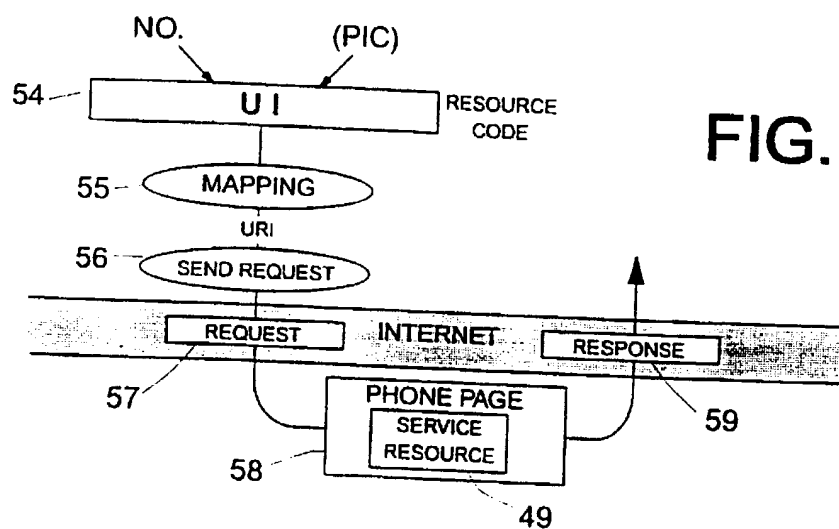 NO.
(PIC)
54
U I
RESOURCE
CODE
FIG.
55
MAPPING
URI
56
SEND REQUEST
REQUEST
INTERNET
RESPONSE
57
PHONE PAGE
59
SERVICE
RESOURCE
58
49